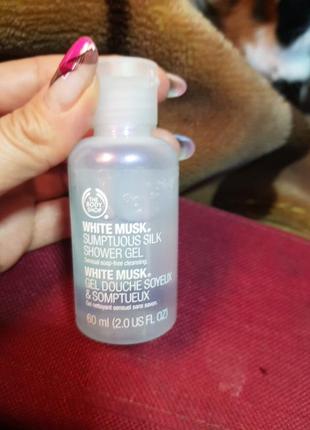 THE
BODY
SHOP®
WHITE MUSK®
SUMPTUOUS SILK
SHOWER GEL
Sensual soap-free cleansing.
WHITE MUSK®
GEL DOUCHE SOYEUX
& SOMPTUEUX
Gel nettoyant sensuel sans savon.
60 ml (2.0 US FL OZ)